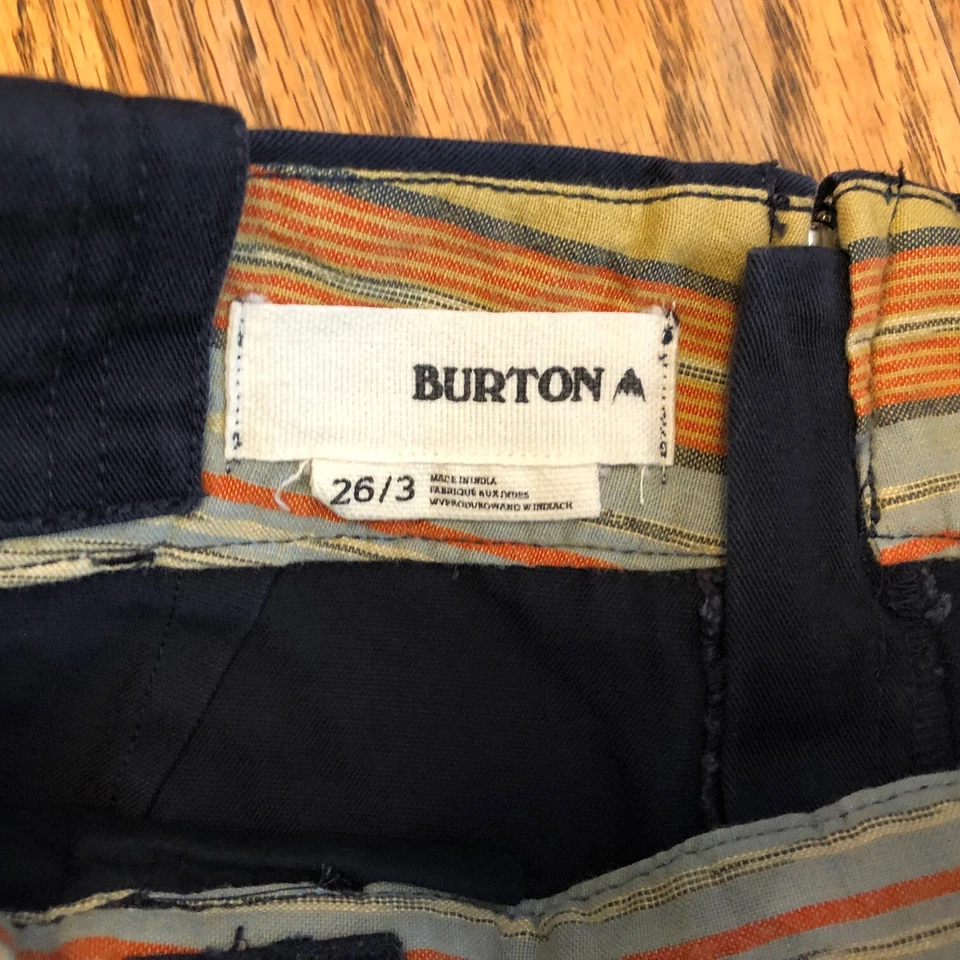 BURTON
26/3
MADE IN INDIA
FABRIQUÉ AUX INDES
WYPRODUKOWANO W INDIACH